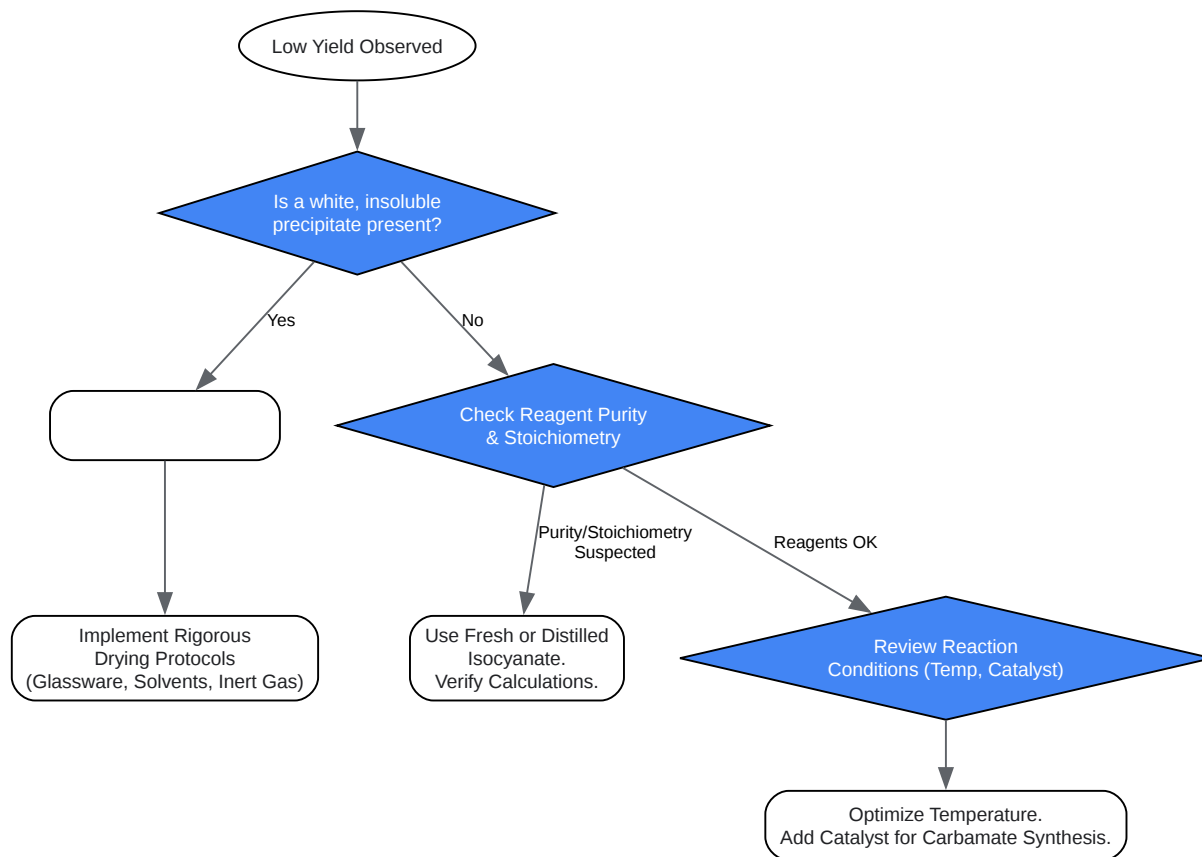 Low Yield Observed
Is a white, insoluble
precipitate present?
Yes
No
Check Reagent Purity
& Stoichiometry
Purity/Stoichiometry
Suspected
Reagents OK
Implement Rigorous
Drying Protocols
(Glassware, Solvents, Inert Gas)
Use Fresh or Distilled
Isocyanate.
Verify Calculations.
Review Reaction
Conditions (Temp, Catalyst)
Optimize Temperature.
Add Catalyst for Carbamate Synthesis.